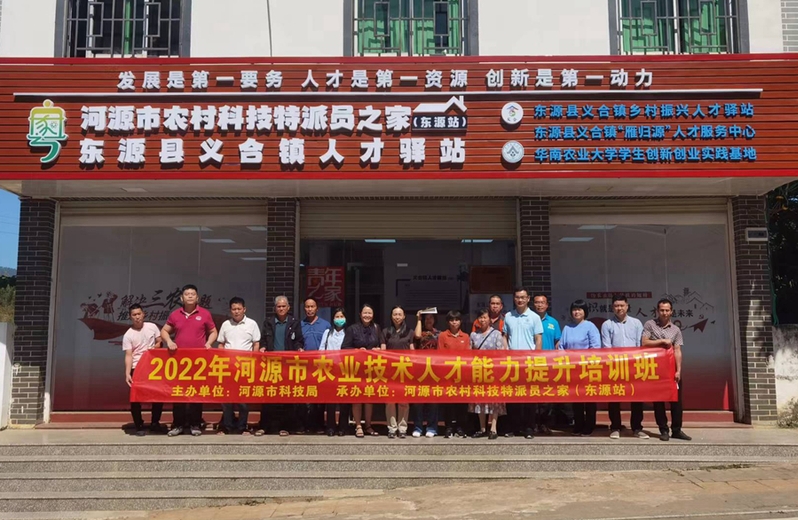 发展是第一要务 人才是第一资源 创新是第一动力
河源市农村科技特派员之家(东源站)
东源县义合镇人才驿站
东源县义合镇乡村振兴人才驿站
东源县义合镇“雁归源”人才服务中心
华南农业大学学生创新创业实践基地
青年之家
2022年河源市农业技术人才能力提升培训班
主办单位：河源市科技局 承办单位：河源市农村科技特派员之家（东源站）